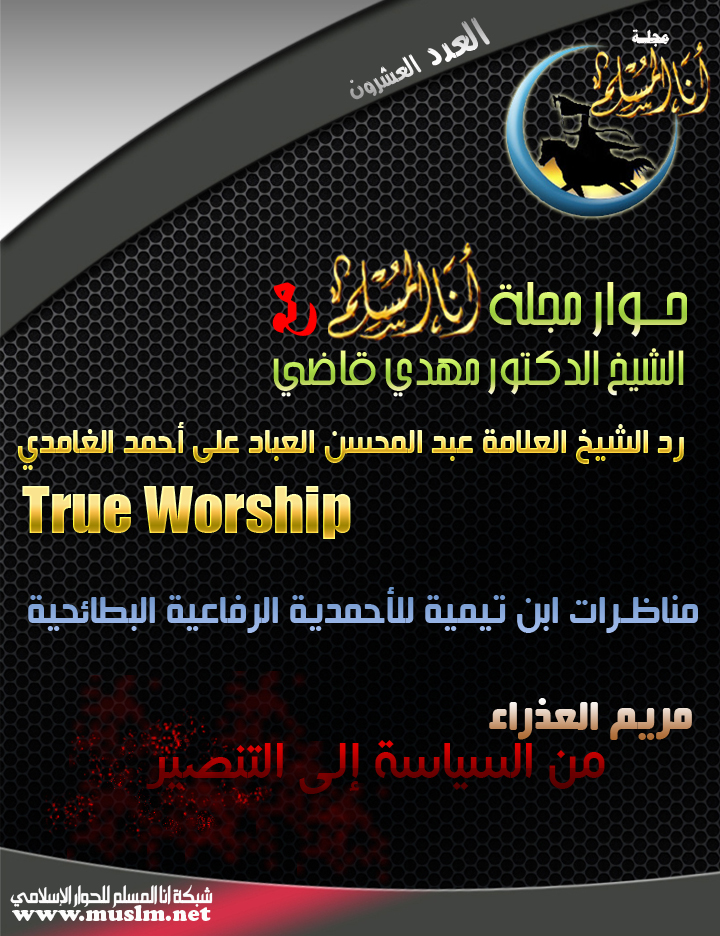 مجلة
أنا المسلم
العدد العشرون
حوار مجلة أنا المسلم مع
الشيخ الدكتور مهدي قاضي
رد الشيخ العلامة عبد المحسن العباد على أحمد الغامدي
True Worship
مناظرات ابن تيمية للأحمدية الرفاعية البطائحية
مريم العذراء
من السياسة إلى التنصير
شبكة انا المسلم للحوار الإسلامي
www.muslm.net